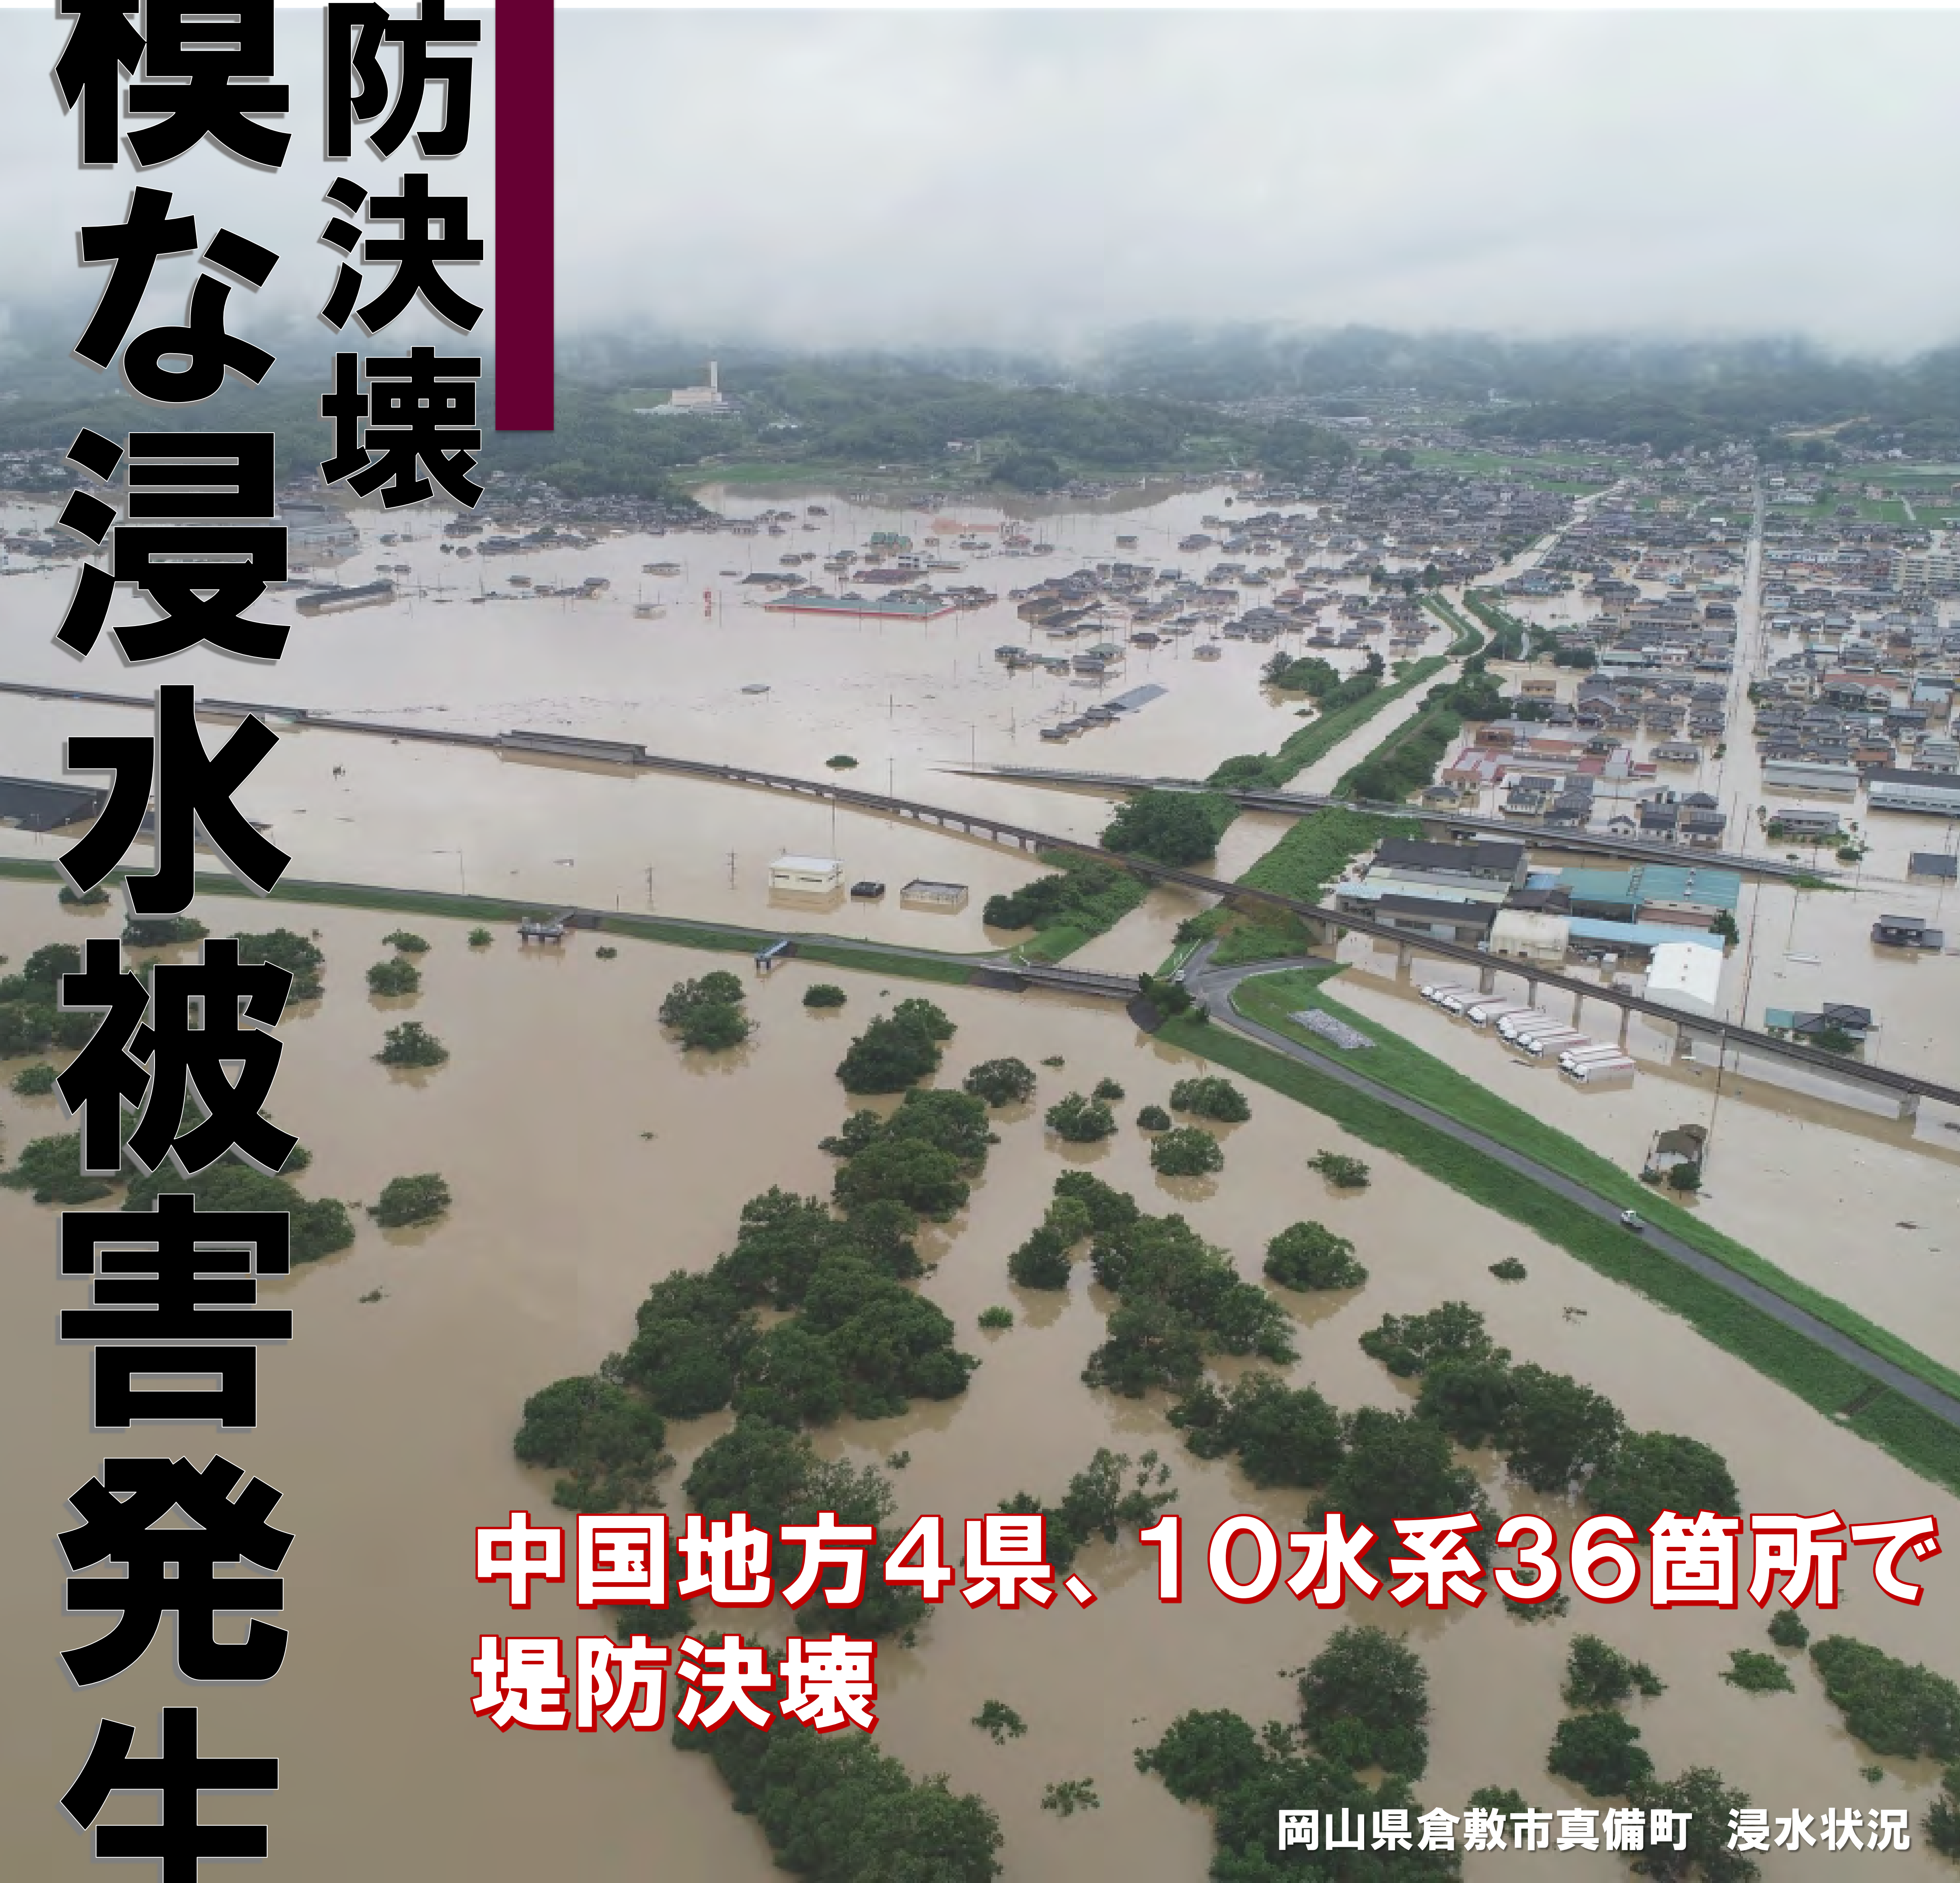 防決壊
模な浸水被害発生
中国地方4県、10水系36箇所で
堤防決壊
岡山県倉敷市真備町　浸水状況